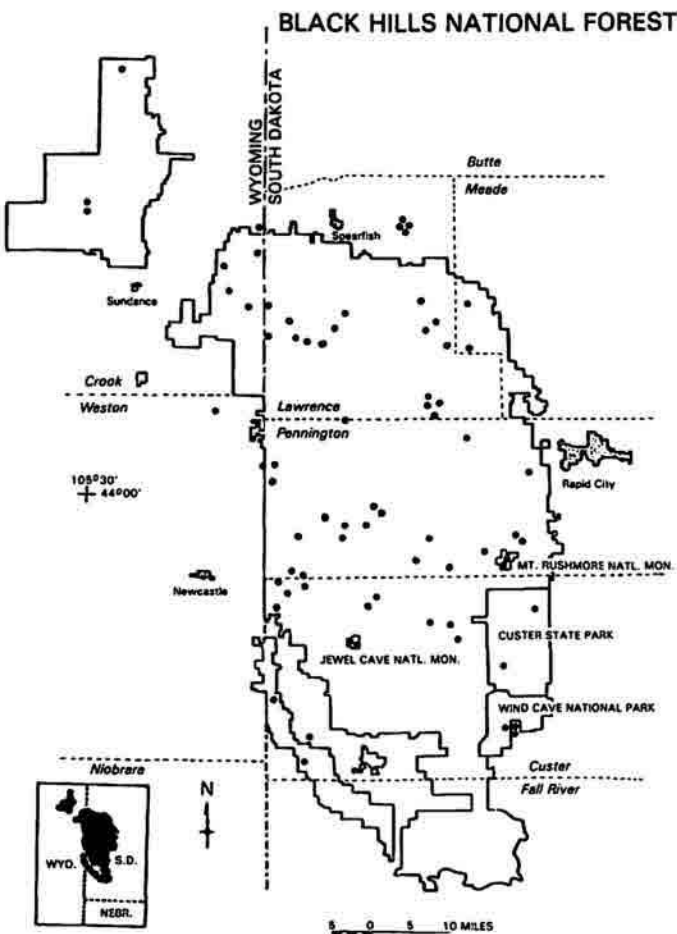 BLACK HILLS NATIONAL FOREST
WYOMING
SOUTH DAKOTA
Butte
Meade
Spearfish
Sundance
Crook
Weston
Lawrence
Pennington
105°30'
44°00'
Rapid City
Newcastle
MT. RUSHMORE NATL. MON.
CUSTER STATE PARK
JEWEL CAVE NATL. MON.
WIND CAVE NATIONAL PARK
Niobrara
Custer
Fall River
N
WYO.
S.D.
NEBR.
5 0 5 10 MILES